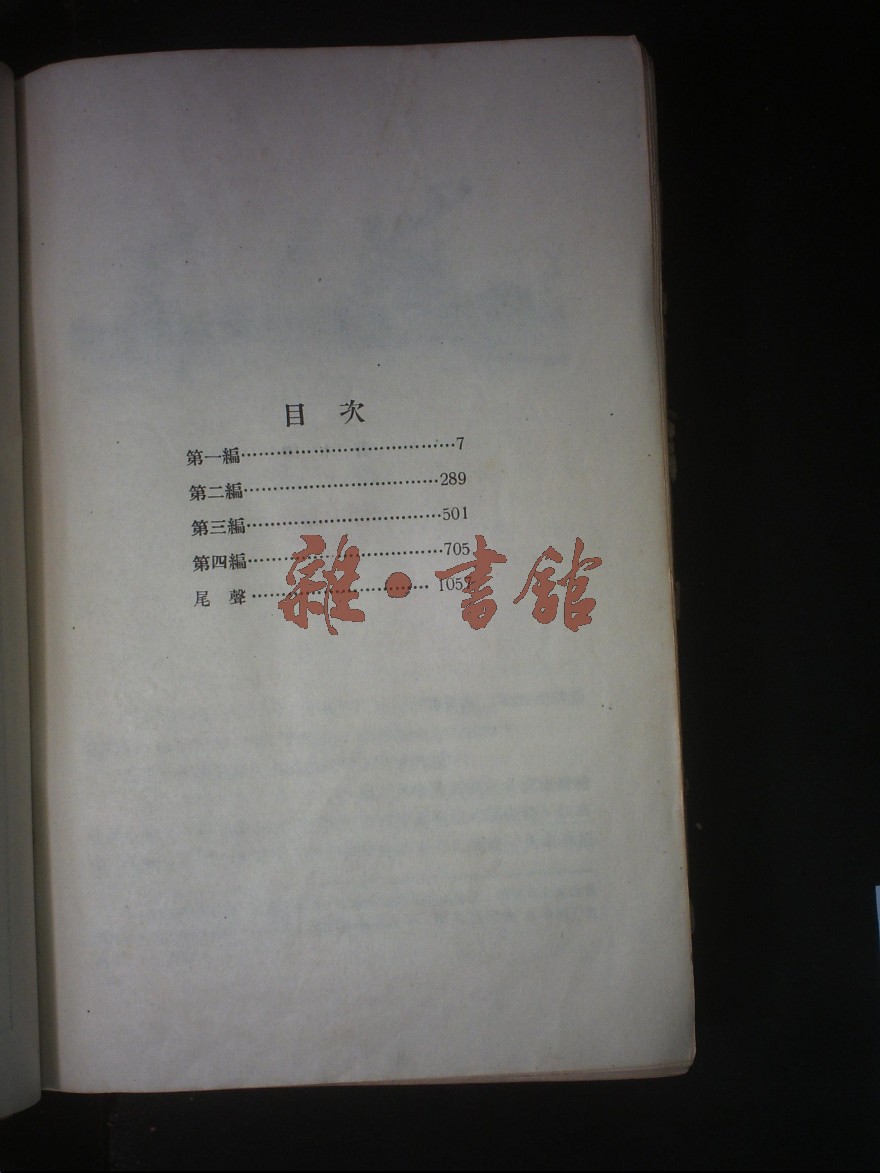 目 次
第一編……………………………7
第二編……………………………289
第三編……………………………501
第四編……………………………705
尾 聲……………………………1057
雜·書館